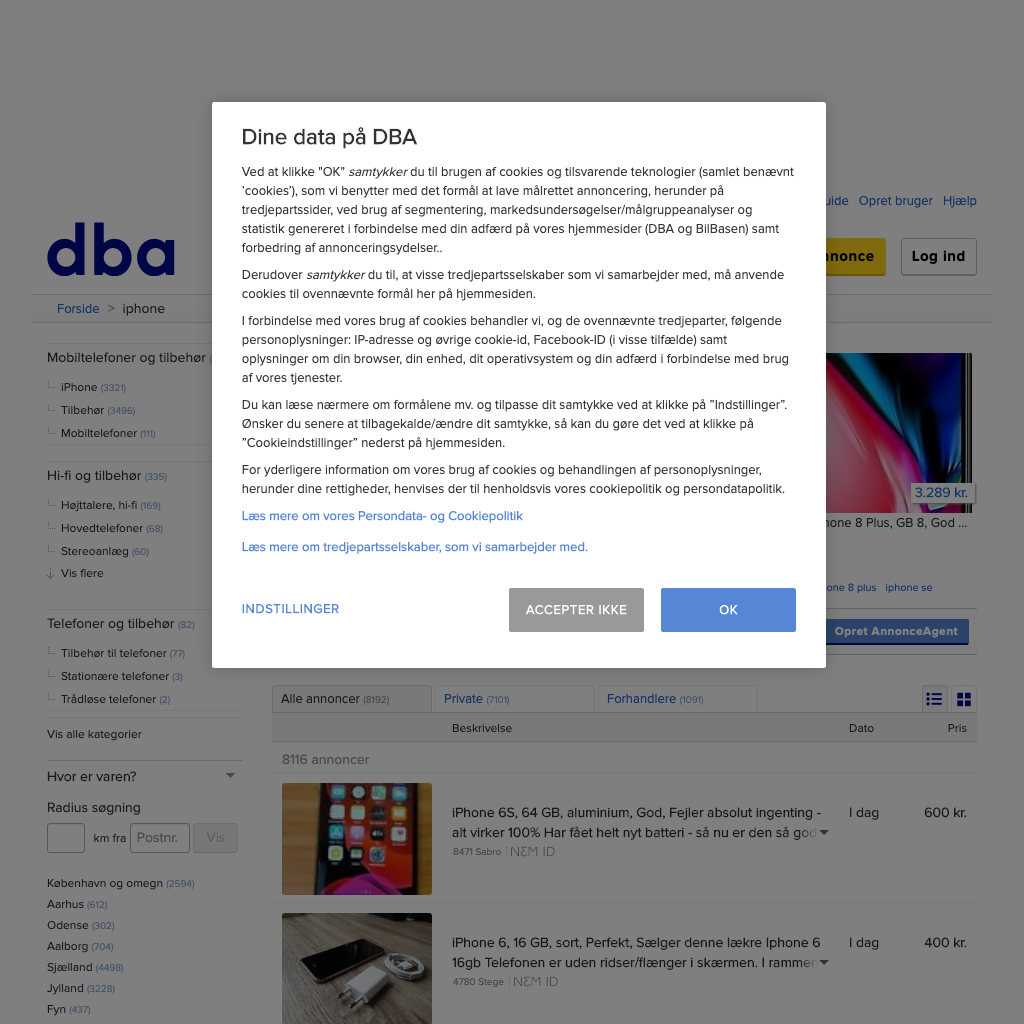 Dine data på DBA
Ved at klikke "OK" samtykker du til brugen af cookies og tilsvarende teknologier (samlet benævnt
’cookies’), som vi benytter med det formål at lave målrettet annoncering, herunder på
tredjepartssider, ved brug af segmentering, markedsundersøgelser/målgruppeanalyser og
statistik genereret i forbindelse med din adfærd på vores hjemmesider (DBA og BilBasen) samt
forbedring af annonceringsydelser..
Derudover samtykker du til, at visse tredjepartsselskaber som vi samarbejder med, må anvende
cookies til ovennævnte formål her på hjemmesiden.
I forbindelse med vores brug af cookies behandler vi, og de ovennævnte tredjeparter, følgende
personoplysninger: IP-adresse og øvrige cookie-id, Facebook-ID (i visse tilfælde) samt
oplysninger om din browser, din enhed, dit operativsystem og din adfærd i forbindelse med brug
af vores tjenester.
Du kan læse nærmere om formålene mv. og tilpasse dit samtykke ved at klikke på ”Indstillinger”.
Ønsker du senere at tilbagekalde/ændre dit samtykke, så kan du gøre det ved at klikke på
”Cookieindstillinger” nederst på hjemmesiden.
For yderligere information om vores brug af cookies og behandlingen af personoplysninger,
herunder dine rettigheder, henvises der til henholdsvis vores cookiepolitik og persondatapolitik.
Læs mere om vores Persondata- og Cookiepolitik
Læs mere om tredjepartsselskaber, som vi samarbejder med.
INDSTILLINGER
ACCEPTER IKKE
OK
uide Opret bruger Hjælp
dba
nnonce
Log ind
Forside > iphone
Mobiltelefoner og tilbehør
iPhone (3321)
Tilbehør (3496)
Mobiltelefoner (111)
Hi-fi og tilbehør (335)
Højttalere, hi-fi (169)
Hovedtelefoner (68)
Stereoanlæg (60)
Vis flere
Telefoner og tilbehør (82)
Tilbehør til telefoner (77)
Stationære telefoner (3)
Trådløse telefoner (2)
Vis alle kategorier
Hvor er varen?
Radius søgning
km fra Postnr. Vis
København og omegn (2594)
Aarhus (612)
Odense (302)
Aalborg (704)
Sjælland (4498)
Jylland (3228)
Fyn (437)
3.289 kr.
hone 8 Plus, GB 8, God ...
one 8 plus iphone se
Opret AnnonceAgent
Alle annoncer (8192) Private (7101) Forhandlere (1091)
Beskrivelse Dato Pris
8116 annoncer
iPhone 6S, 64 GB, aluminium, God, Fejler absolut ingenting - I dag 600 kr.
alt virker 100% Har fået helt nyt batteri - så nu er den så god
8471 Sabro NEM ID
iPhone 6, 16 GB, sort, Perfekt, Sælger denne lækre Iphone 6 I dag 400 kr.
16gb Telefonen er uden ridser/flænger i skærmen. I rammen
4780 Stege NEM ID